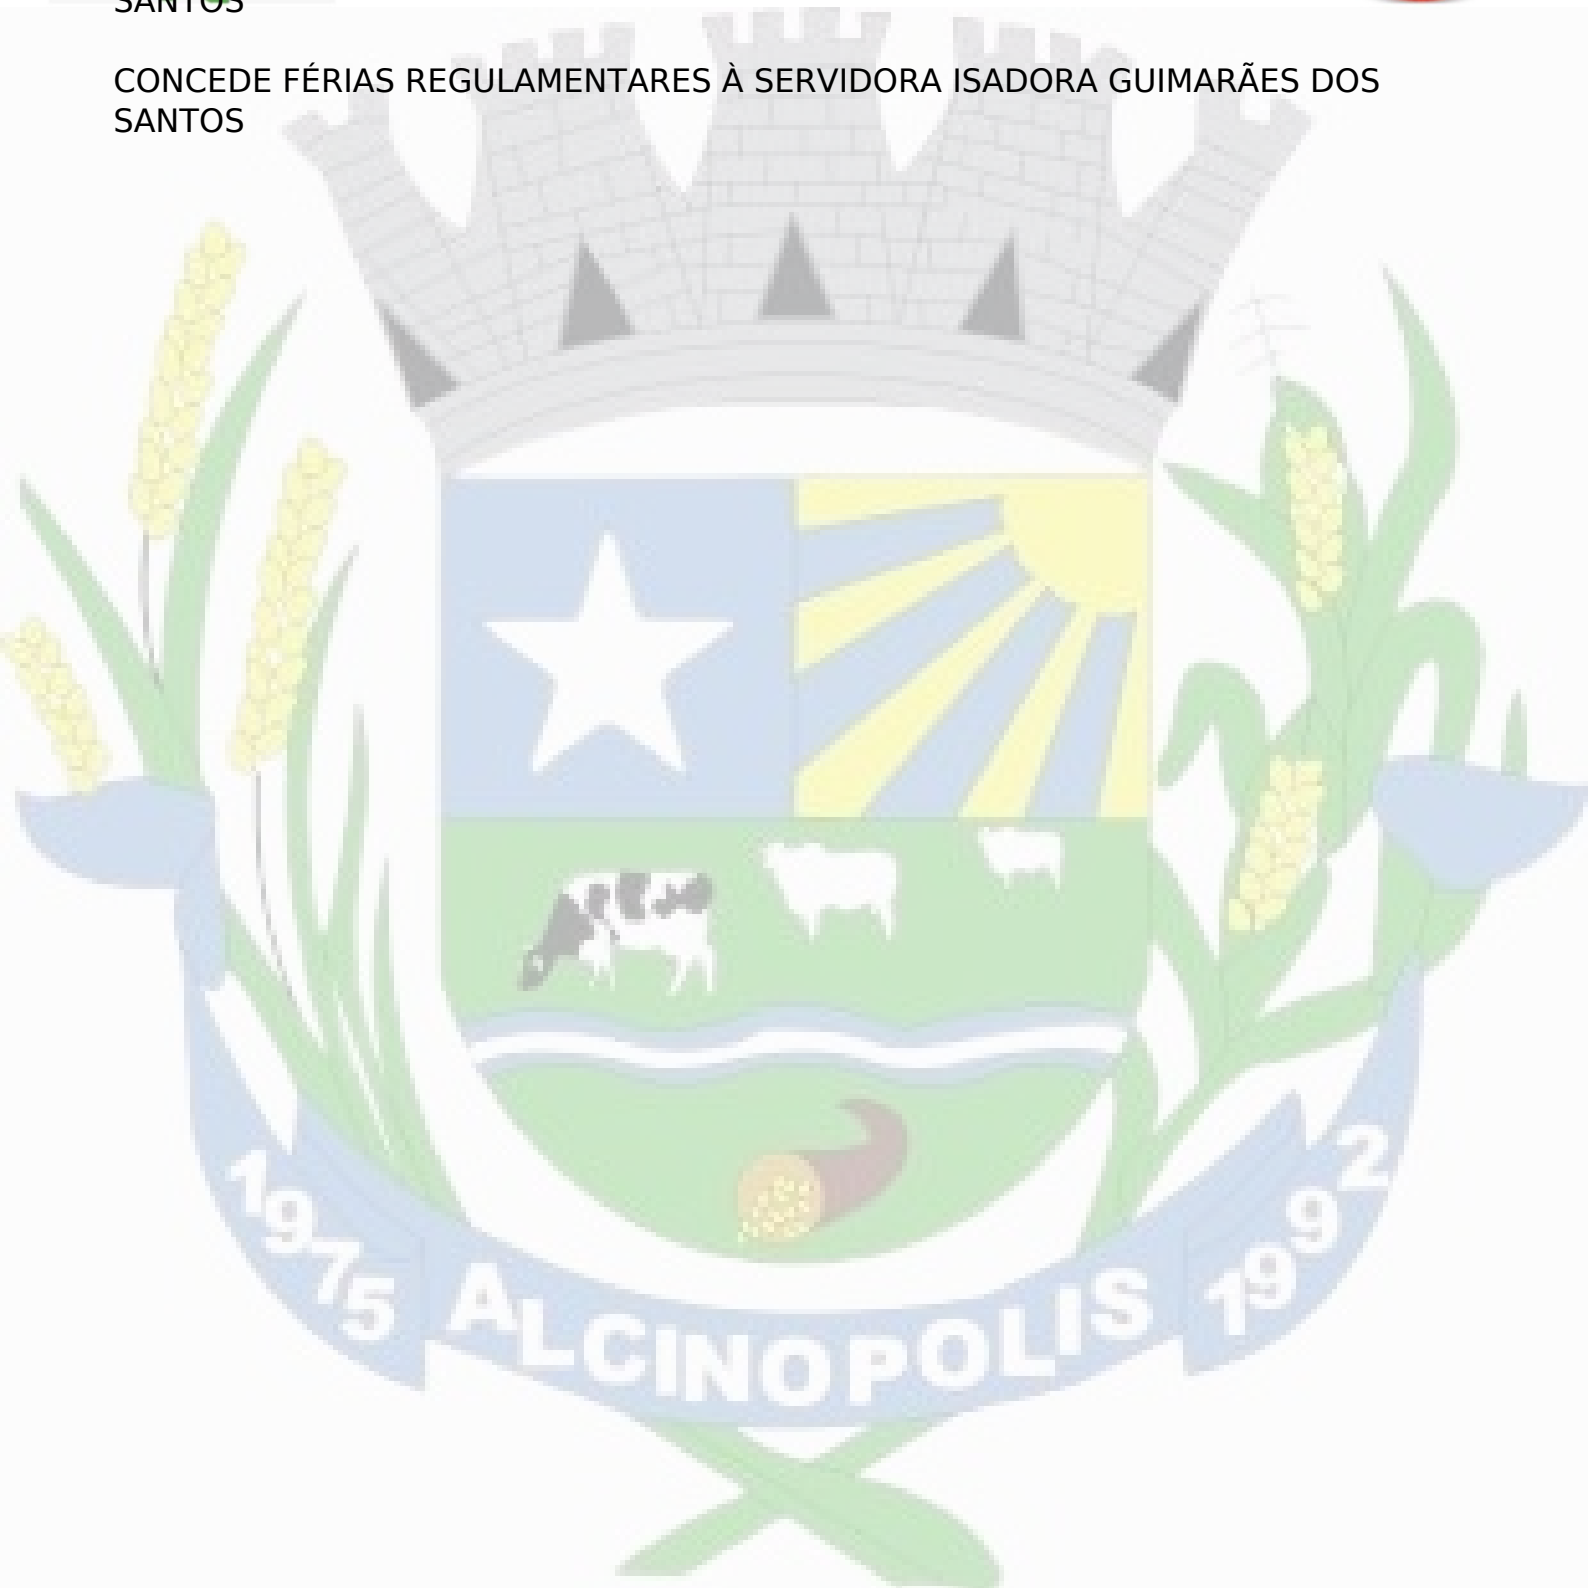 SANTOS
CONCEDE FÉRIAS REGULAMENTARES À SERVIDORA ISADORA GUIMARÃES DOS
SANTOS
1975 ALCINOPOLIS 1992